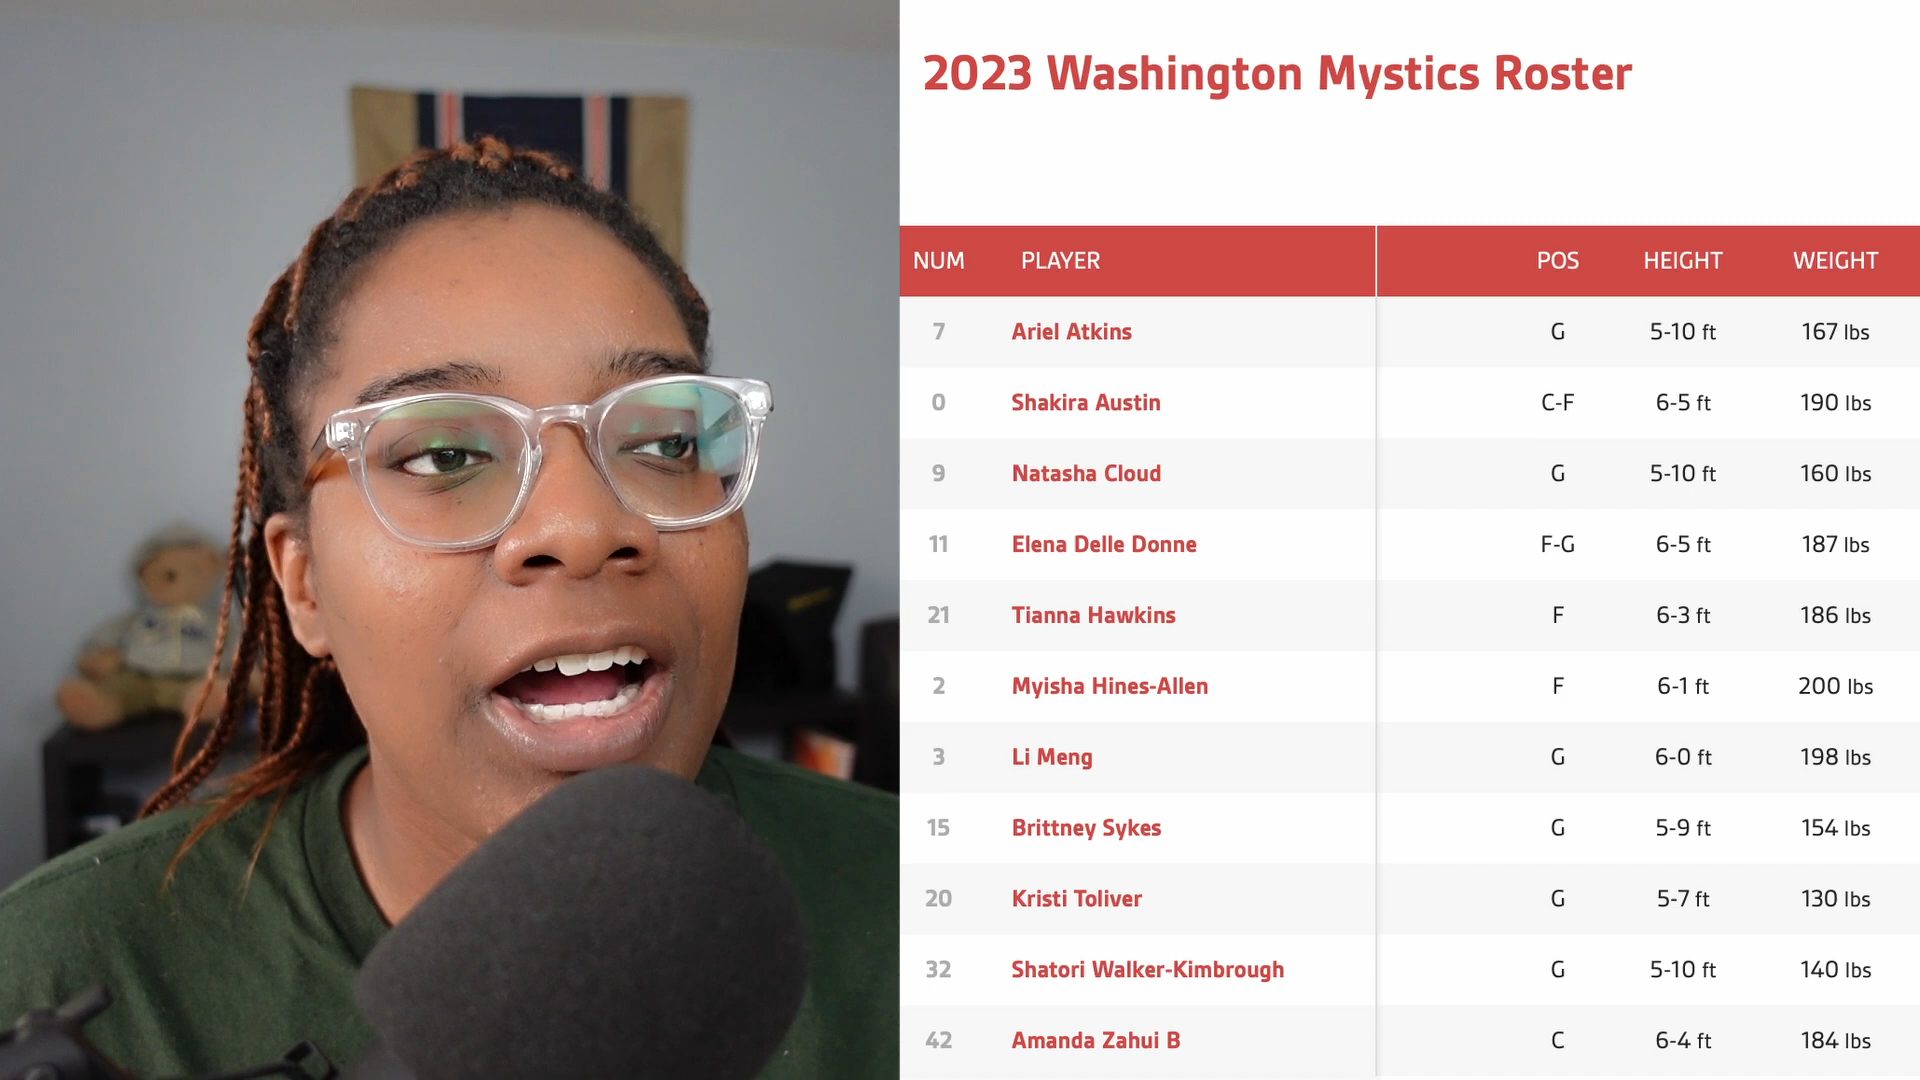 2023 Washington Mystics Roster
NUM PLAYER POS HEIGHT WEIGHT
7 Ariel Atkins G 5-10 ft 167 lbs
0 Shakira Austin C-F 6-5 ft 190 lbs
9 Natasha Cloud G 5-10 ft 160 lbs
11 Elena Delle Donne F-G 6-5 ft 187 lbs
21 Tianna Hawkins F 6-3 ft 186 lbs
2 Myisha Hines-Allen F 6-1 ft 200 lbs
3 Li Meng G 6-0 ft 198 lbs
15 Brittney Sykes G 5-9 ft 154 lbs
20 Kristi Toliver G 5-7 ft 130 lbs
32 Shatori Walker-Kimbrough G 5-10 ft 140 lbs
42 Amanda Zahui B C 6-4 ft 184 lbs